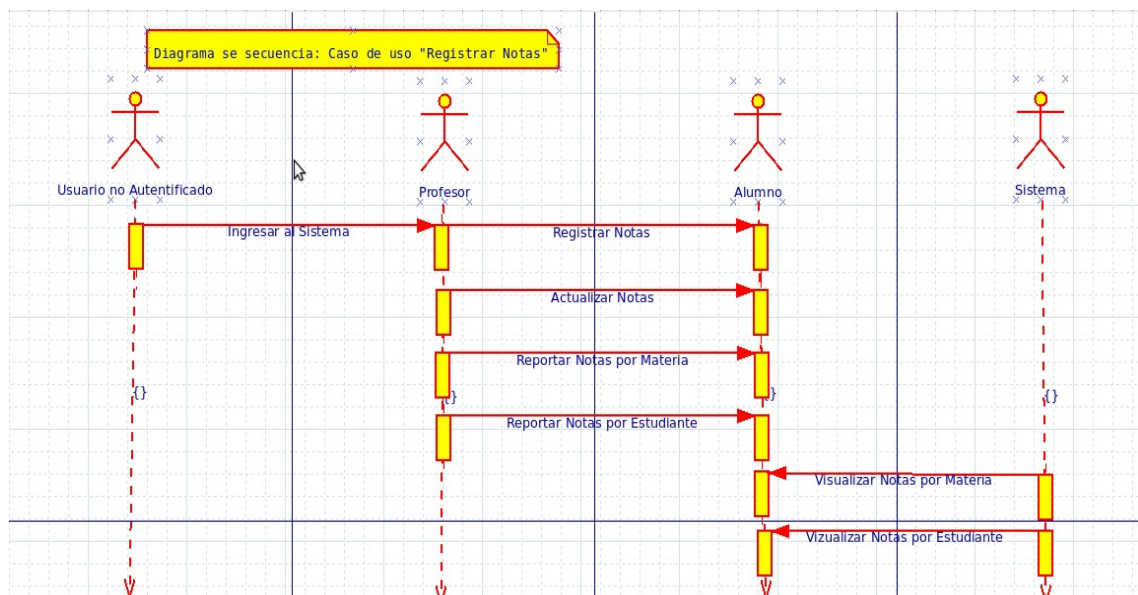 Diagrama se secuencia: Caso de uso "Registrar Notas"
Usuario no Autentificado
Profesor
Alumno
Sistema
Ingresar al Sistema
Registrar Notas
Actualizar Notas
Reportar Notas por Materia
{}
{}
{}
{}
Reportar Notas por Estudiante
Visualizar Notas por Materia
Vizualizar Notas por Estudiante